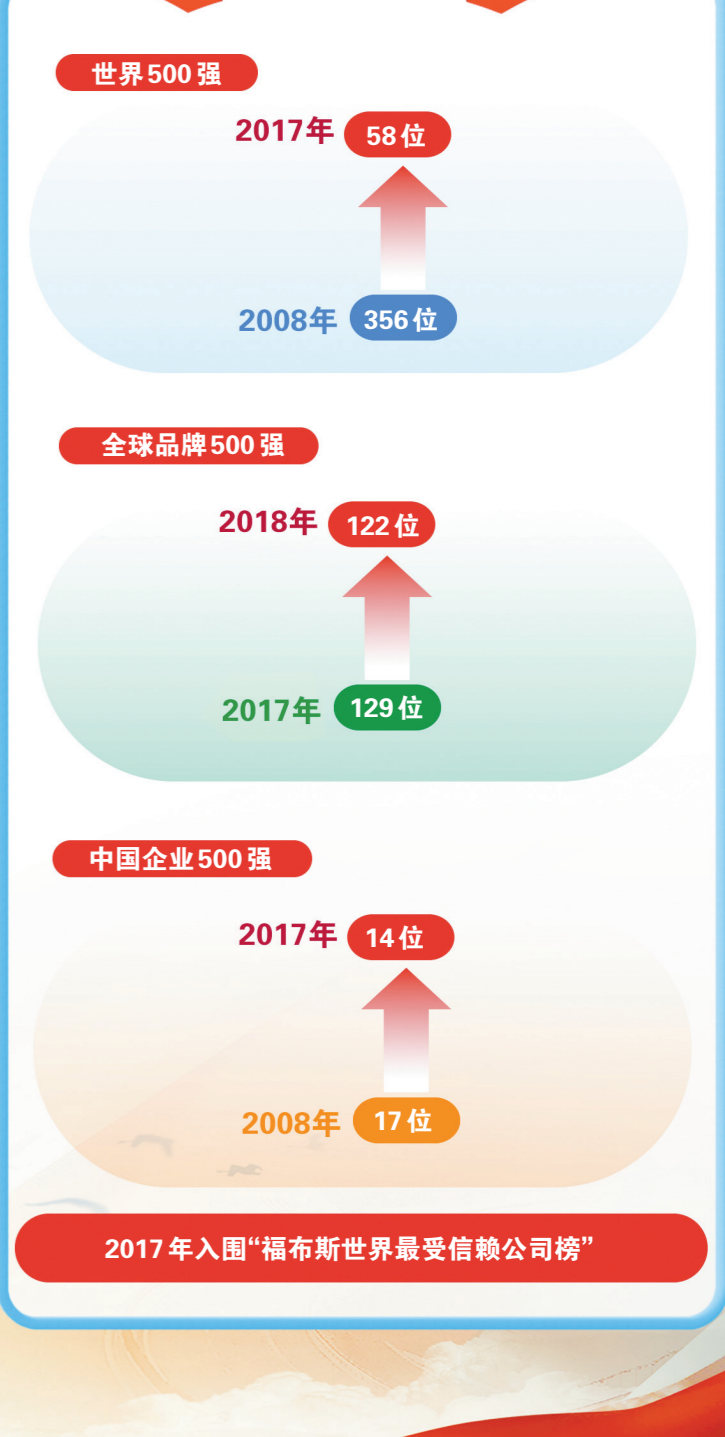 世界500强
2017年 58位
2008年 356位
全球品牌500强
2018年 122位
2017年 129位
中国企业500强
2017年 14位
2008年 17位
2017年入围“福布斯世界最受信赖公司榜”